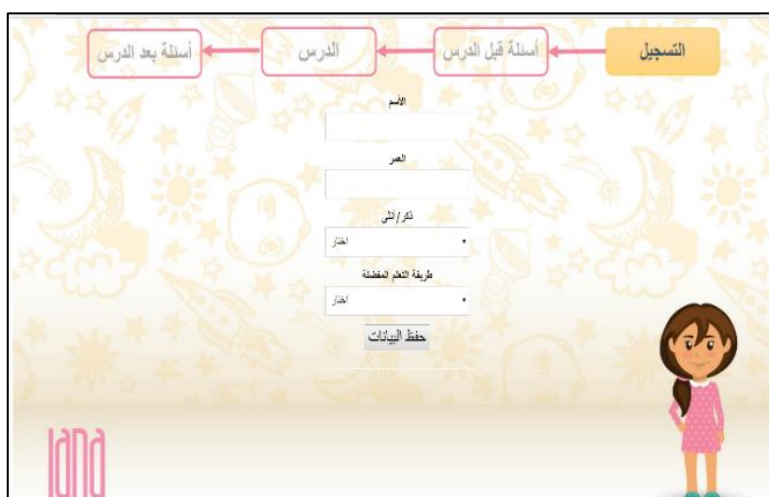 التسجيل
أسئلة قبل الدرس
الدرس
أسئلة بعد الدرس
الأسم
العمر
ذكر/أنثى
اختار
طريقة التعلم المفضلة
اختار
حفظ البيانات
lana